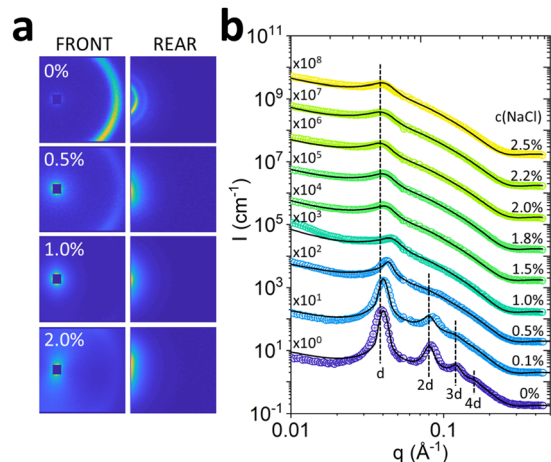 a
FRONT REAR
0%
0.5%
1.0%
2.0%
b
10¹¹
10⁹
10⁷
10⁵
10³
10¹
10⁻¹
I (cm⁻¹)
x10⁸
x10⁷
x10⁶
x10⁵
x10⁴
x10³
x10²
x10¹
x10⁰
c(NaCl)
2.5%
2.2%
2.0%
1.8%
1.5%
1.0%
0.5%
0.1%
0%
d
2d
3d
4d
0.01 0.1
q (Å⁻¹)